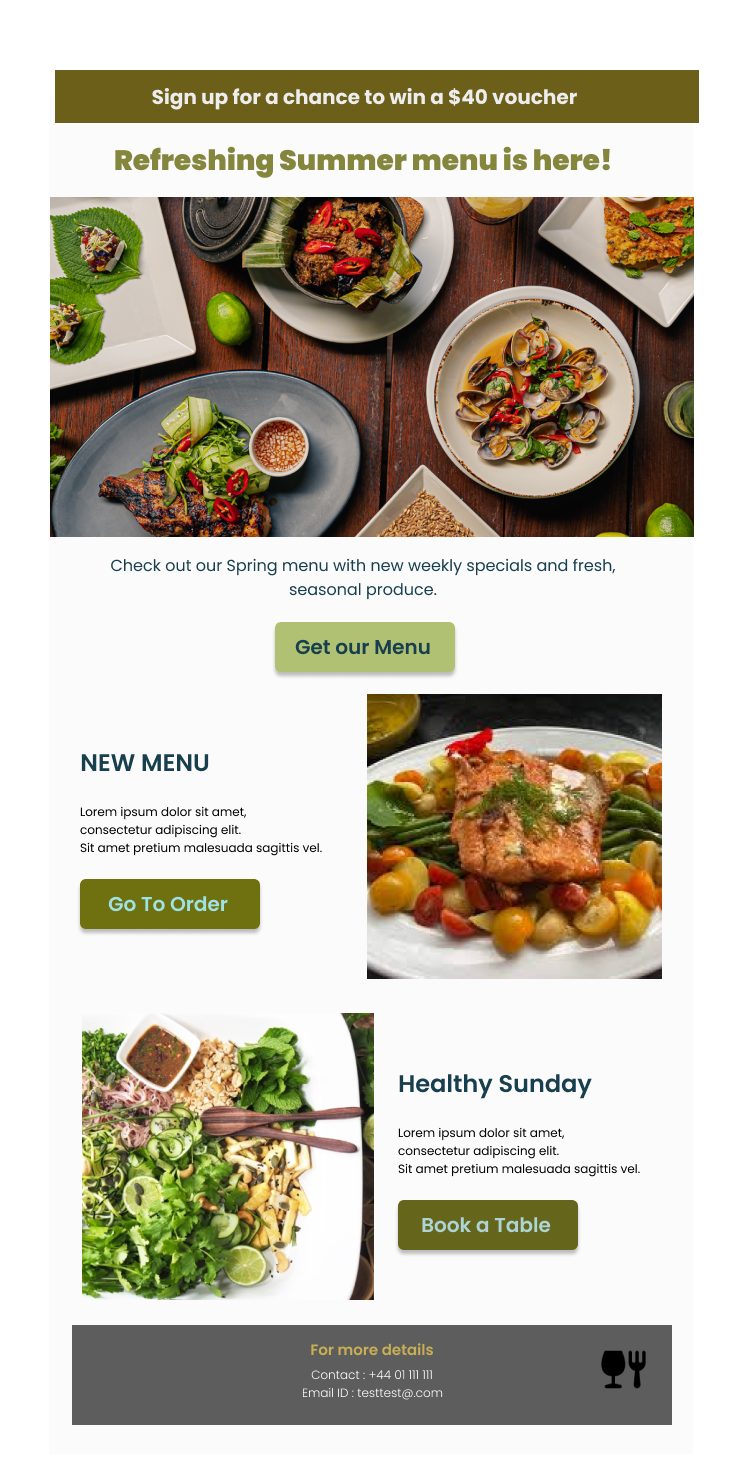 Sign up for a chance to win a $40 voucher
Refreshing Summer menu is here!
Check out our Spring menu with new weekly specials and fresh,
seasonal produce.
Get our Menu
NEW MENU
Lorem ipsum dolor sit amet,
consectetur adipiscing elit.
Sit amet pretium malesuada sagittis vel.
Go To Order
Healthy Sunday
Lorem ipsum dolor sit amet,
consectetur adipiscing elit.
Sit amet pretium malesuada sagittis vel.
Book a Table
For more details
Contact : +44 01 111 111
Email ID : testtest@.com